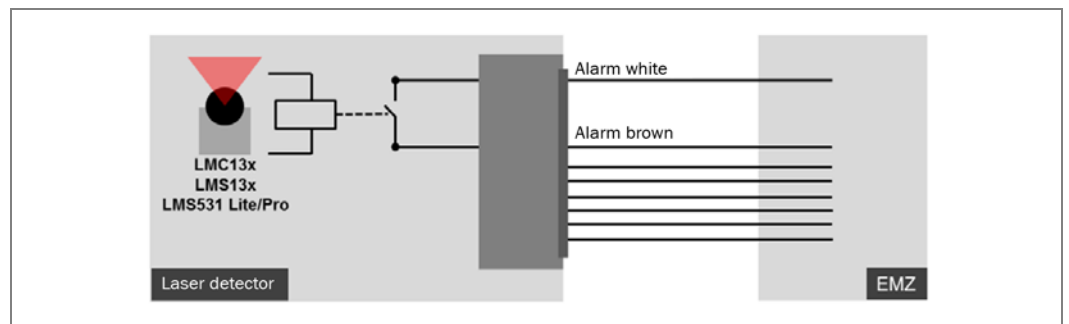 Alarm white
Alarm brown
LMC13x
LMS13x
LMS531 Lite/Pro
Laser detector
EMZ